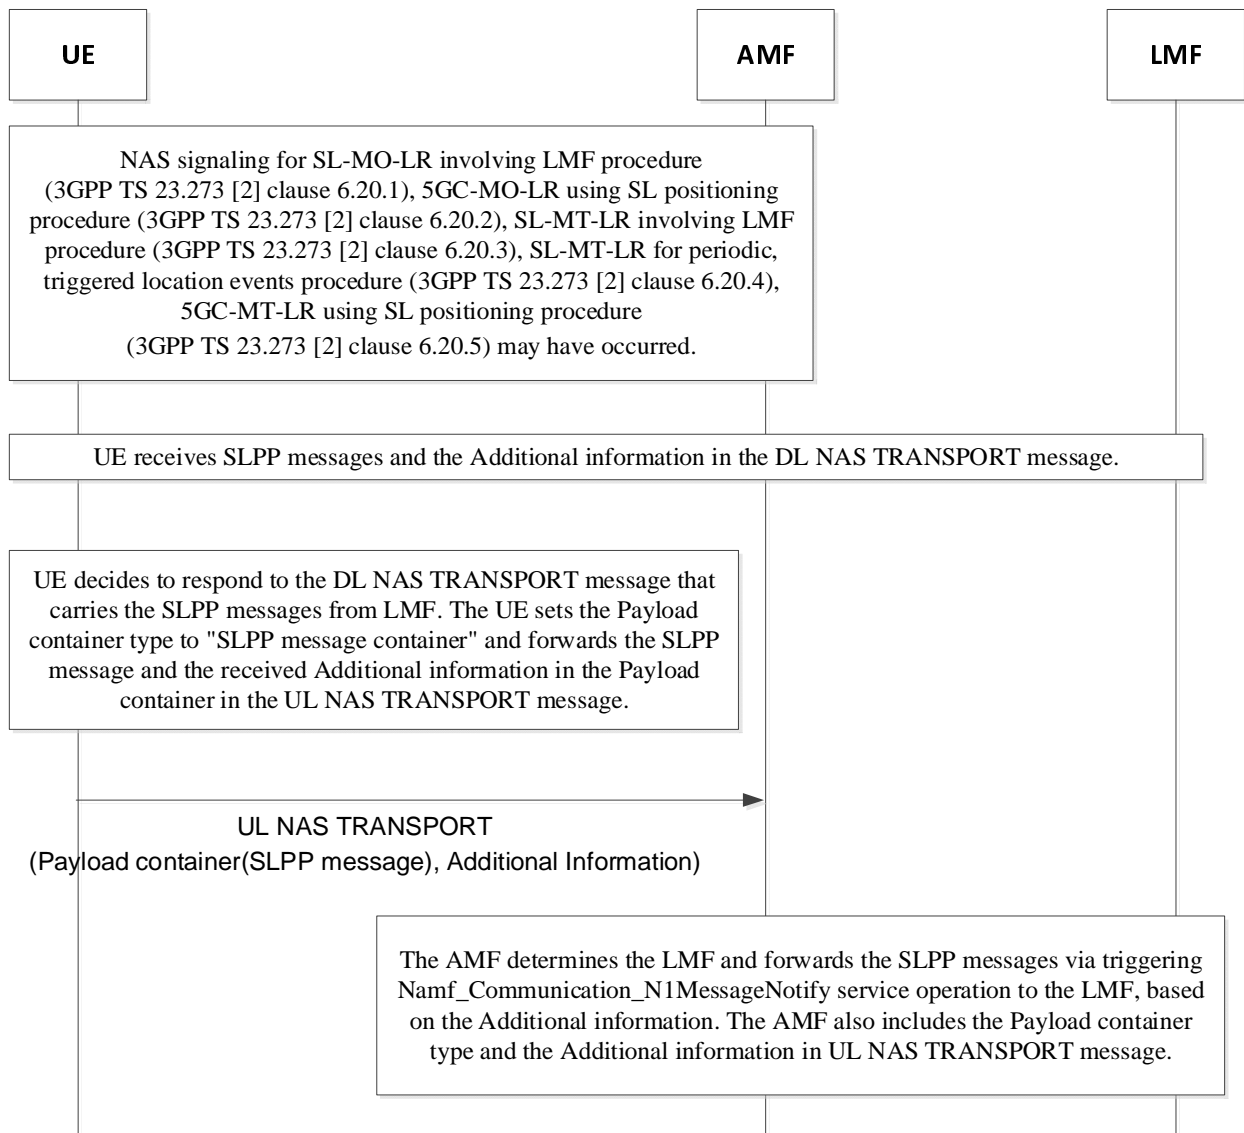 UE
AMF
LMF
NAS signaling for SL-MO-LR involving LMF procedure
(3GPP TS 23.273 [2] clause 6.20.1), 5GC-MO-LR using SL positioning
procedure (3GPP TS 23.273 [2] clause 6.20.2), SL-MT-LR involving LMF
procedure (3GPP TS 23.273 [2] clause 6.20.3), SL-MT-LR for periodic,
triggered location events procedure (3GPP TS 23.273 [2] clause 6.20.4),
5GC-MT-LR using SL positioning procedure
(3GPP TS 23.273 [2] clause 6.20.5) may have occurred.
UE receives SLPP messages and the Additional information in the DL NAS TRANSPORT message.
UE decides to respond to the DL NAS TRANSPORT message that
carries the SLPP messages from LMF. The UE sets the Payload
container type to "SLPP message container" and forwards the SLPP
message and the received Additional information in the Payload
container in the UL NAS TRANSPORT message.
UL NAS TRANSPORT
(Payload container(SLPP message), Additional Information)
The AMF determines the LMF and forwards the SLPP messages via triggering
Namf_Communication_N1MessageNotify service operation to the LMF, based
on the Additional information. The AMF also includes the Payload container
type and the Additional information in UL NAS TRANSPORT message.